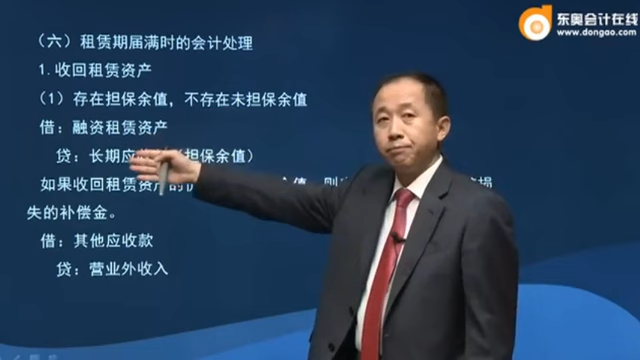 东奥会计在线
www.dongao.com
（六）租赁期届满时的会计处理
1.收回租赁资产
（1）存在担保余值，不存在未担保余值
借：融资租赁资产
贷：长期应 担保余值）
如果收回租赁资产的 余值，则 损
失的补偿金。
借：其他应收款
贷：营业外收入